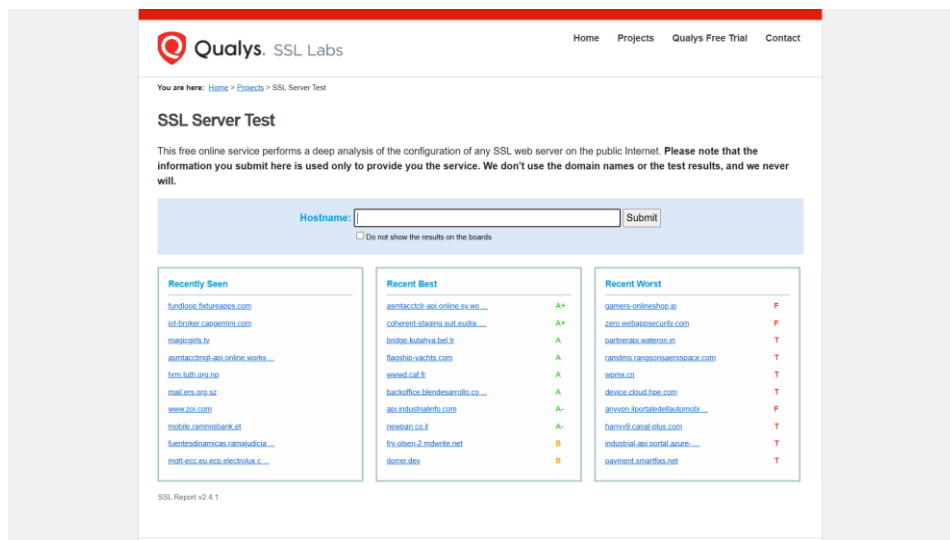 Qualys. SSL Labs
Home Projects Qualys Free Trial Contact
You are here: Home > Projects > SSL Server Test
SSL Server Test
This free online service performs a deep analysis of the configuration of any SSL web server on the public Internet. Please note that the
information you submit here is used only to provide you the service. We don't use the domain names or the test results, and we never
will.
Hostname: Submit
Do not show the results on the boards
Recently Seen
fundloop.fixtureapps.com
iot-broker.capgemini.com
magicgirls.tv
asmtacctmgt-api.online.works ...
hrm.tuth.org.np
mail.ers.org.sz
www.zoi.com
mobile.rammisbank.et
fuentesdinamicas.ramajudicia ...
mott-ecc.eu.ecp.electrolux.c ...
Recent Best
asmtacctclr-api.online.sy.wo ... A+
coherent-staging.suit.eudia. ... A+
bridge.kutahya.bel.tr A
flagship-yachts.com A
wwwd.caf.fr A
backoffice.blendesarrollo.co ... A
api.industrialinfo.com A-
newpan.co.il A-
fry-olsen-2.mdwrite.net B
dorrer.dev B
Recent Worst
gamers-onlineshop.jp F
zero.webappsecurity.com F
partnerapi.wateron.in T
ramdms.rangsonsaerospace.com T
wpmx.cn T
device.cloud.hpe.com T
anyvpn.ilportaledellautomobi ... F
harryv9.canal-plus.com T
industrial-api.portal.azure-... T
payment.smartfixs.net T
SSL Report v2.4.1